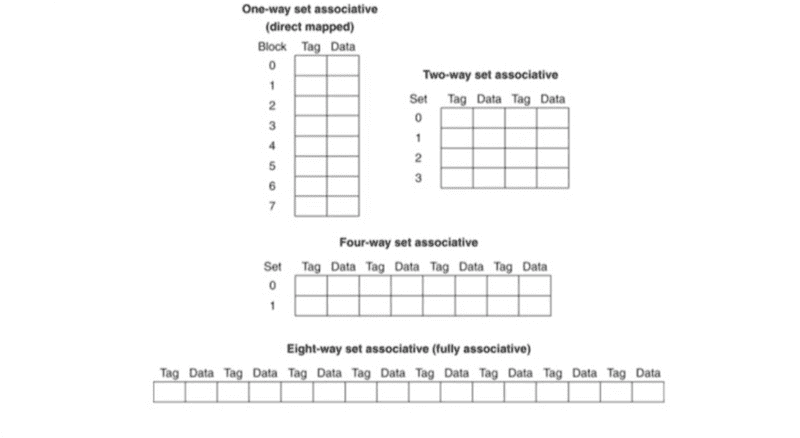 One-way set associative
(direct mapped)
Block Tag Data
0
1
2
3
4
5
6
7
Two-way set associative
Set Tag Data Tag Data
0
1
2
3
Four-way set associative
Set Tag Data Tag Data Tag Data Tag Data
0
1
Eight-way set associative (fully associative)
Tag Data Tag Data Tag Data Tag Data Tag Data Tag Data Tag Data Tag Data